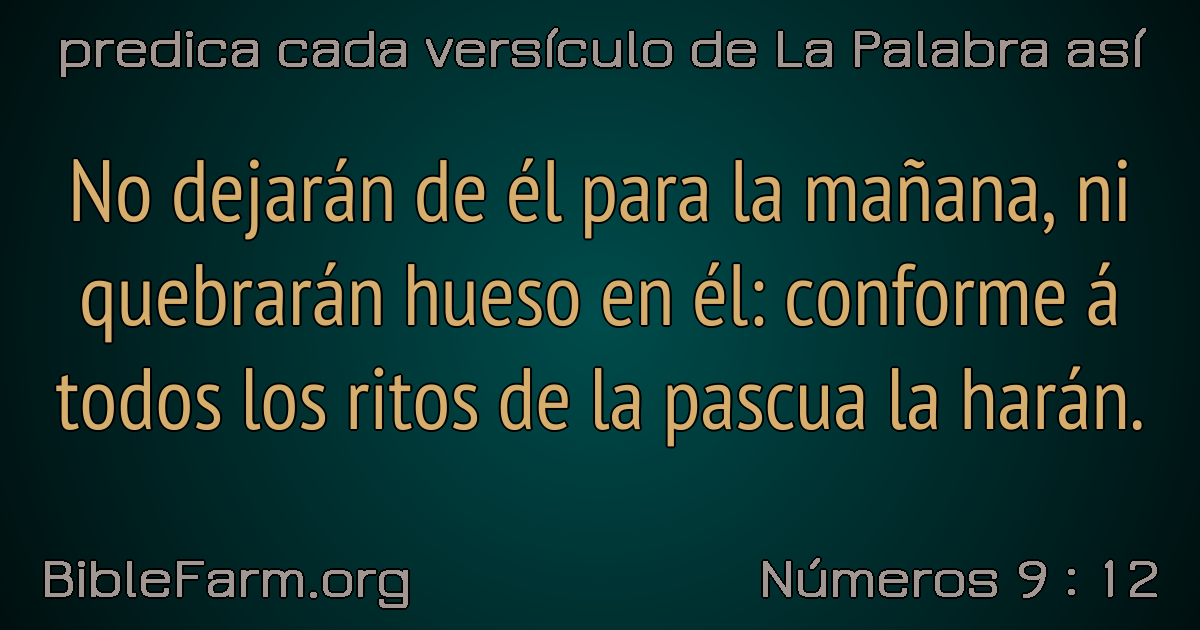 predica cada versículo de La Palabra así
No dejarán de él para la mañana, ni
quebrarán hueso en él: conforme á
todos los ritos de la pascua la harán.
BibleFarm.org
Números 9 : 12